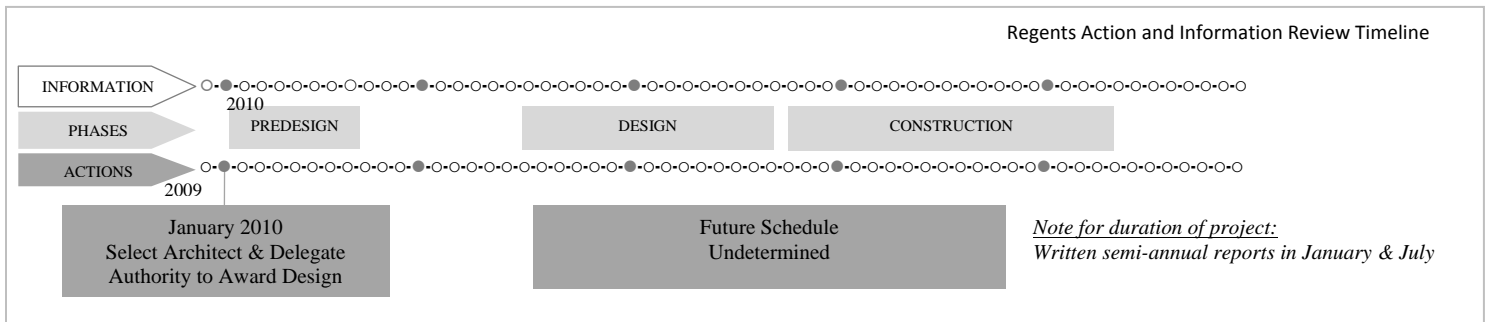 Regents Action and Information Review Timeline
INFORMATION
2010
PHASES
PREDESIGN
DESIGN
CONSTRUCTION
ACTIONS
2009
January 2010
Select Architect & Delegate
Authority to Award Design
Future Schedule
Undetermined
Note for duration of project:
Written semi-annual reports in January & July